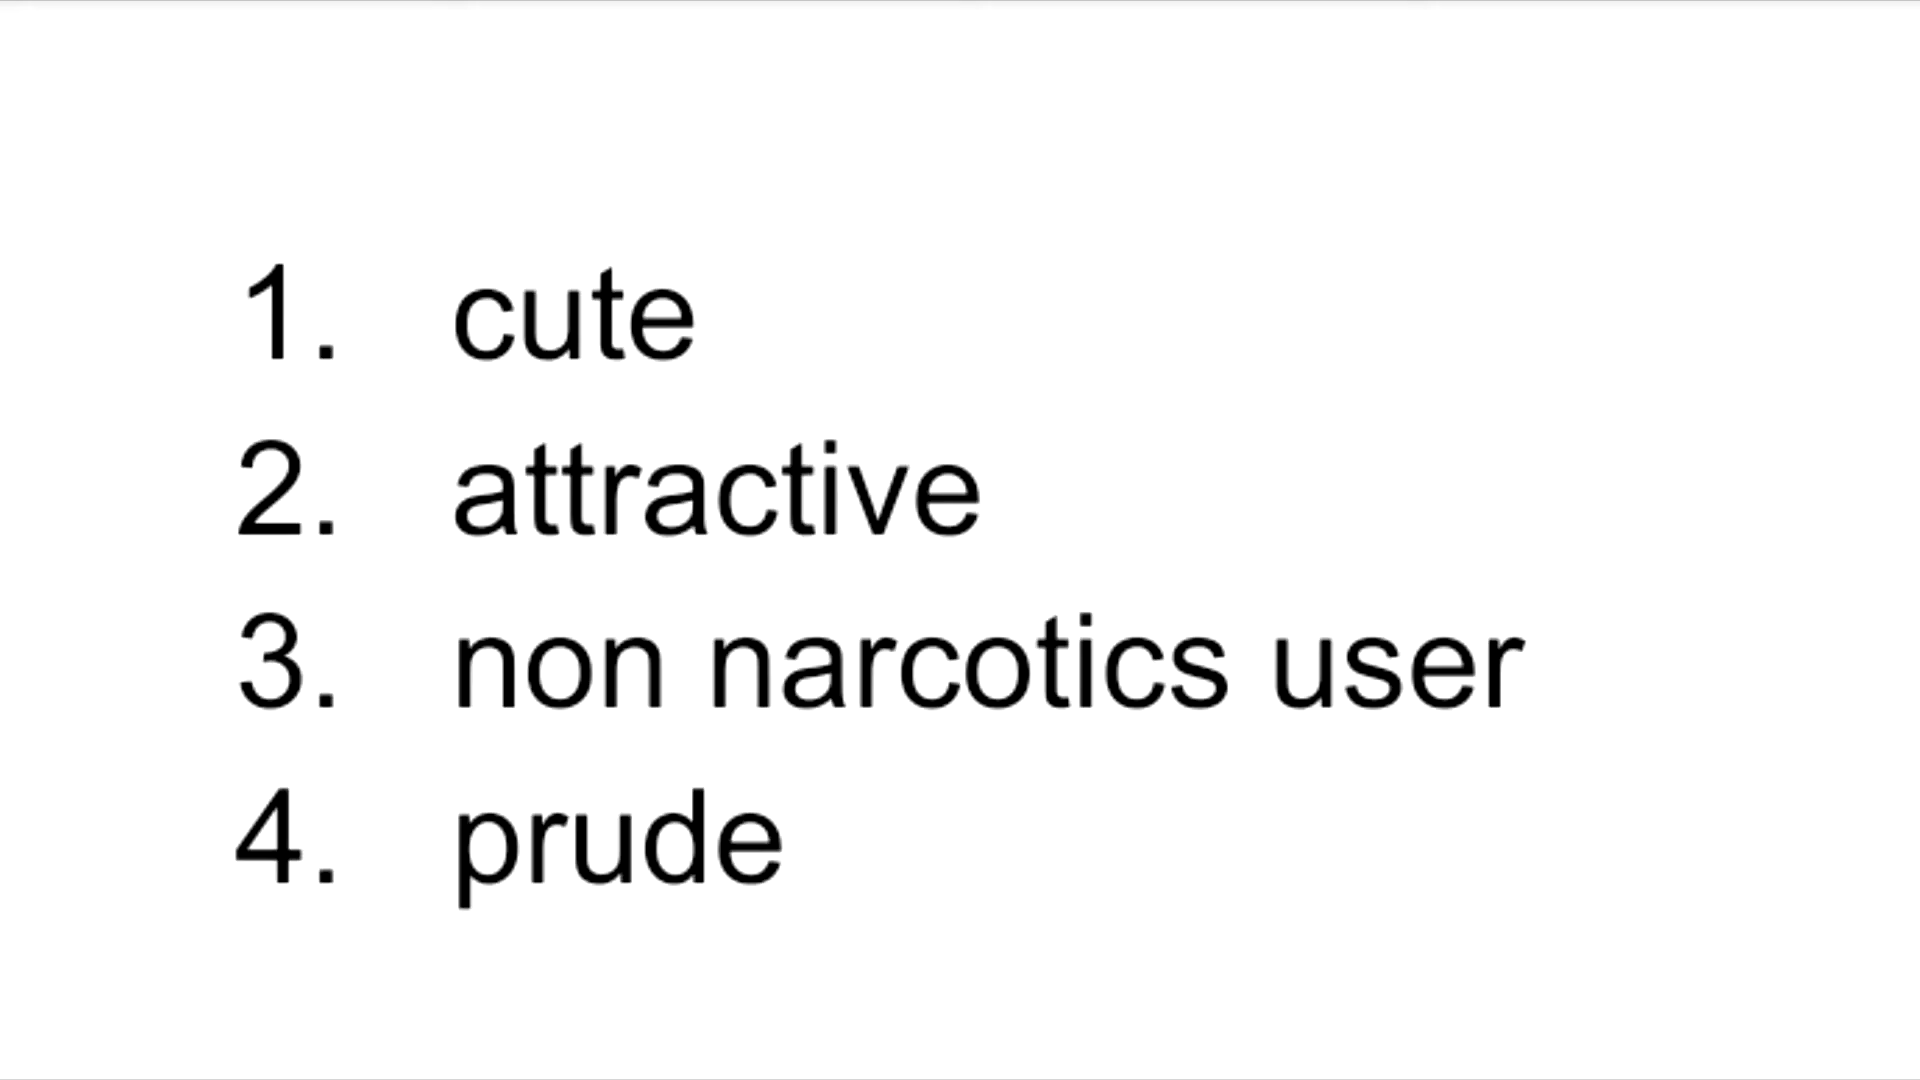 1. cute
2. attractive
3. non narcotics user
4. prude